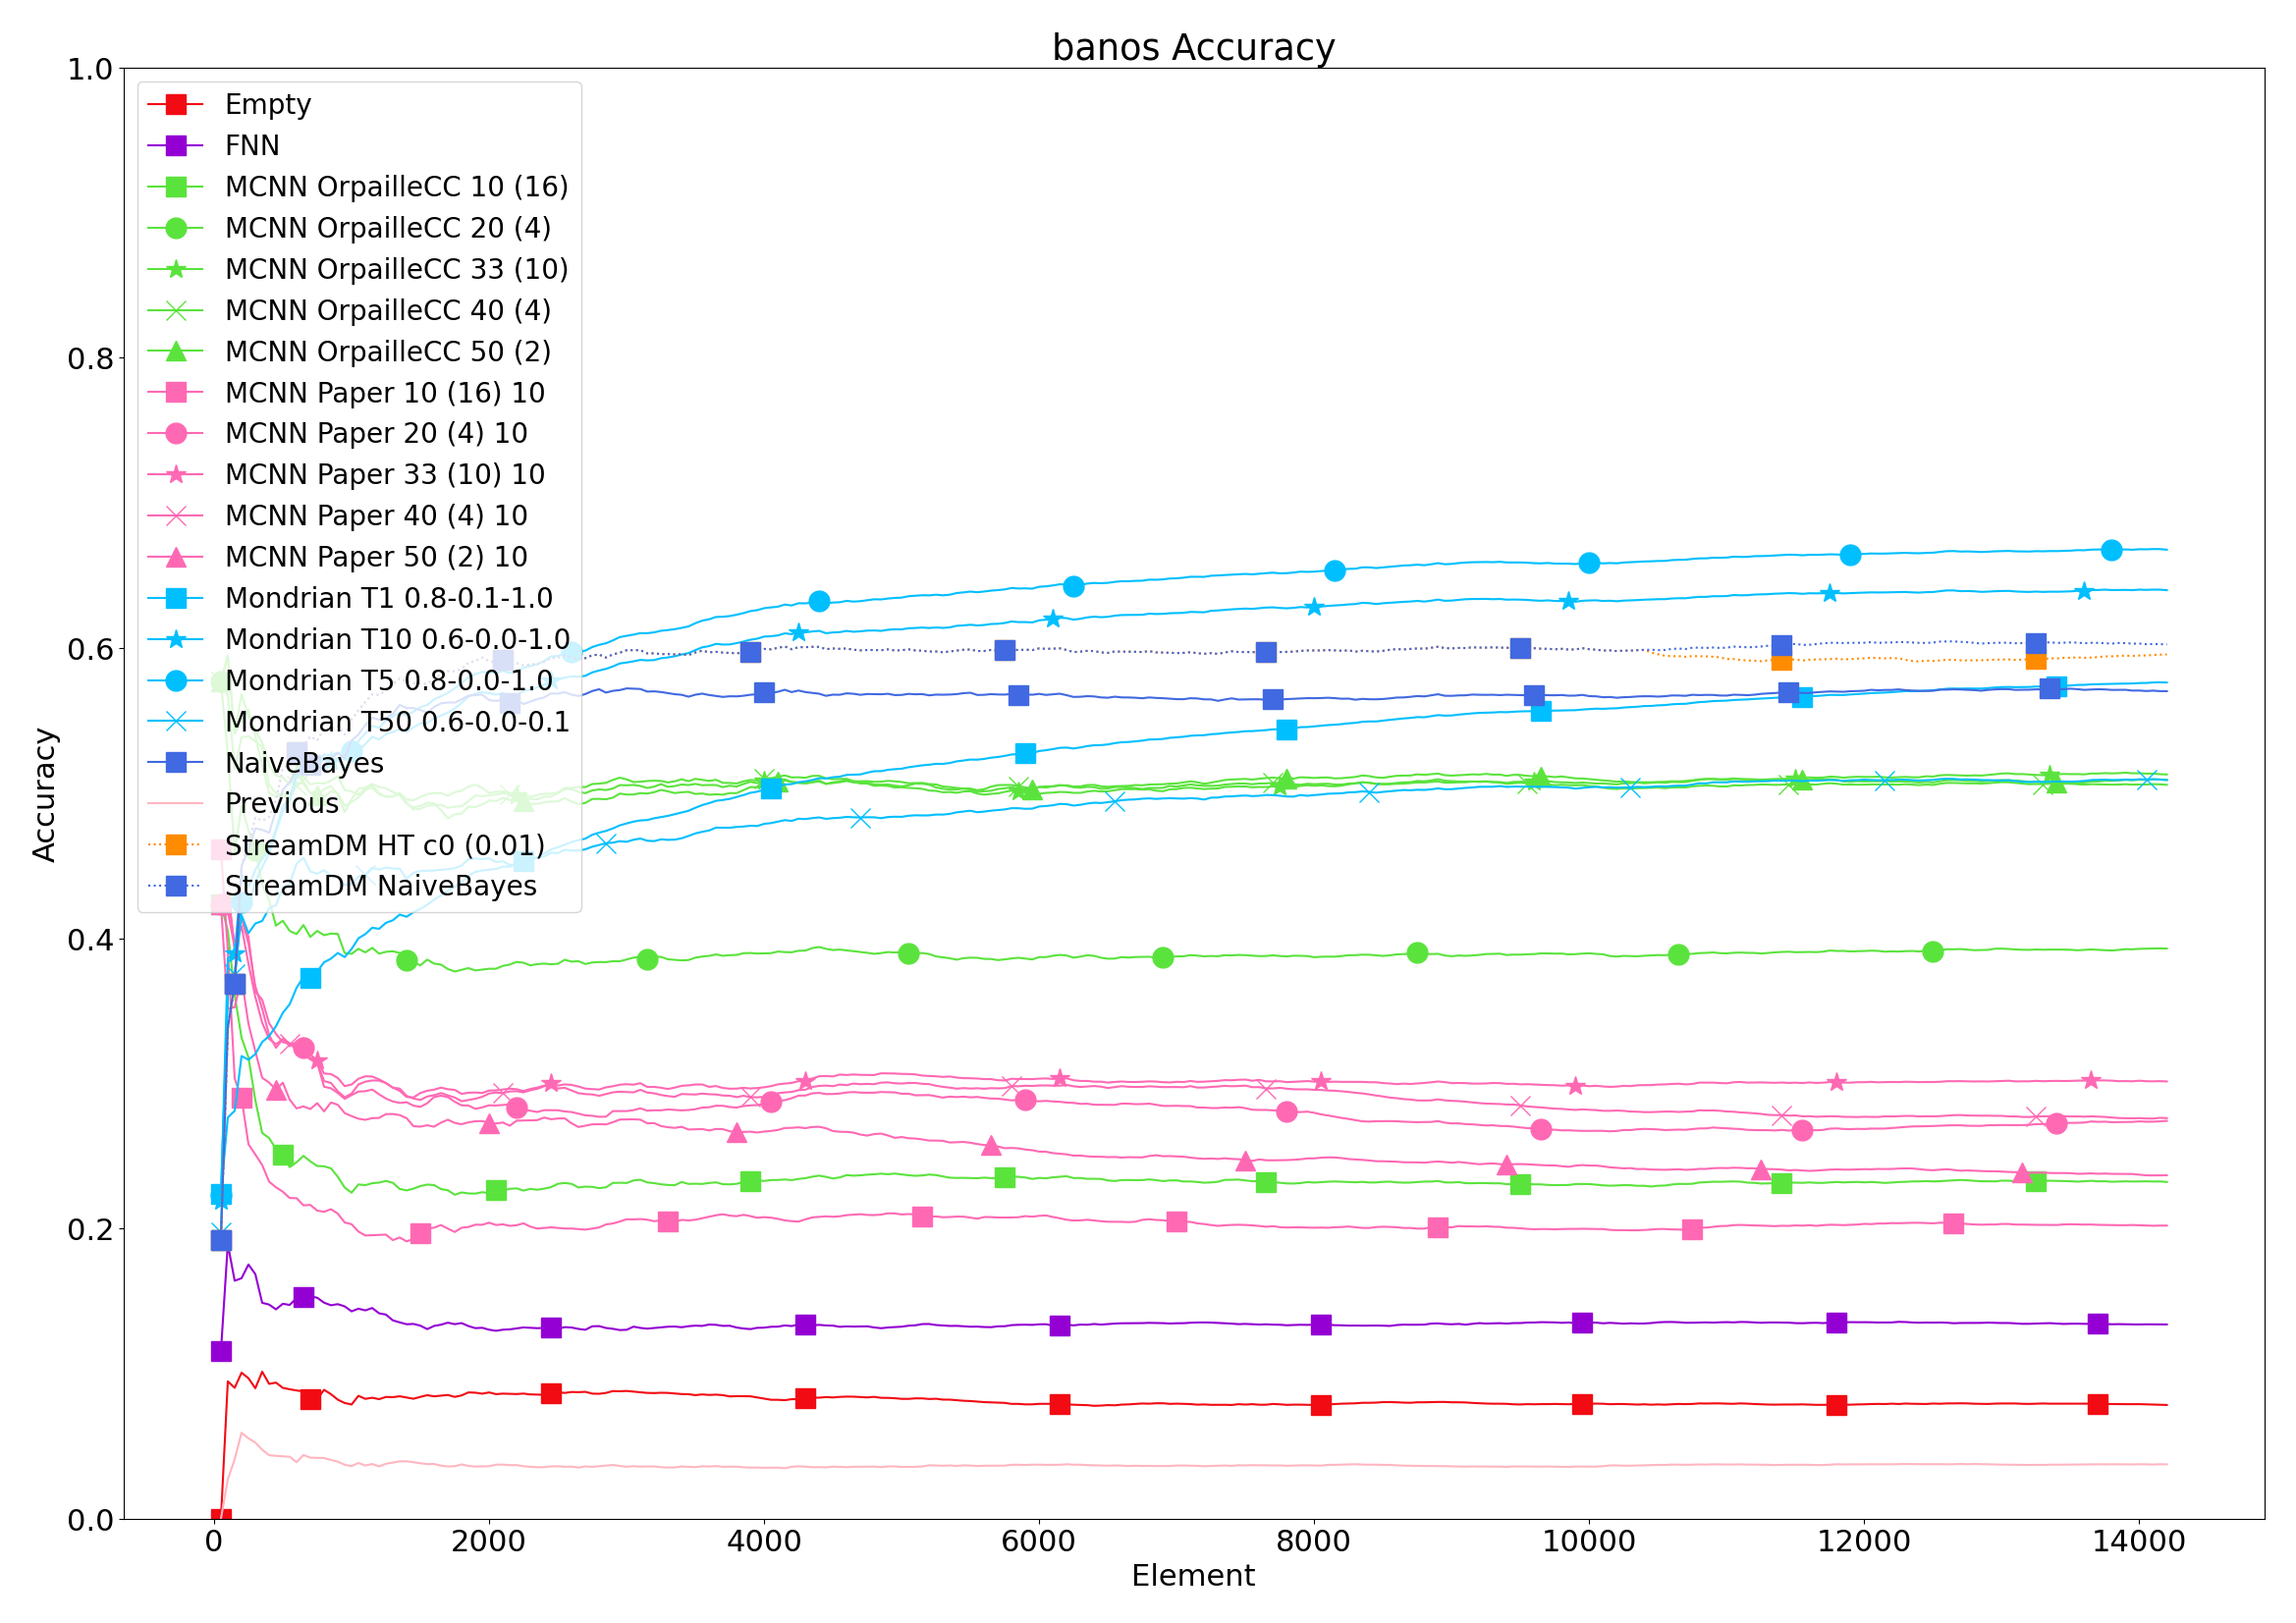 banos Accuracy
1.0
0.8
0.6
0.4
0.2
0.0
Accuracy
Empty
FNN
MCNN OrpailleCC 10 (16)
MCNN OrpailleCC 20 (4)
MCNN OrpailleCC 33 (10)
MCNN OrpailleCC 40 (4)
MCNN OrpailleCC 50 (2)
MCNN Paper 10 (16) 10
MCNN Paper 20 (4) 10
MCNN Paper 33 (10) 10
MCNN Paper 40 (4) 10
MCNN Paper 50 (2) 10
Mondrian T1 0.8-0.1-1.0
Mondrian T10 0.6-0.0-1.0
Mondrian T5 0.8-0.0-1.0
Mondrian T50 0.6-0.0-0.1
NaiveBayes
Previous
StreamDM HT c0 (0.01)
StreamDM NaiveBayes
0 2000 4000 6000 8000 10000 12000 14000
Element